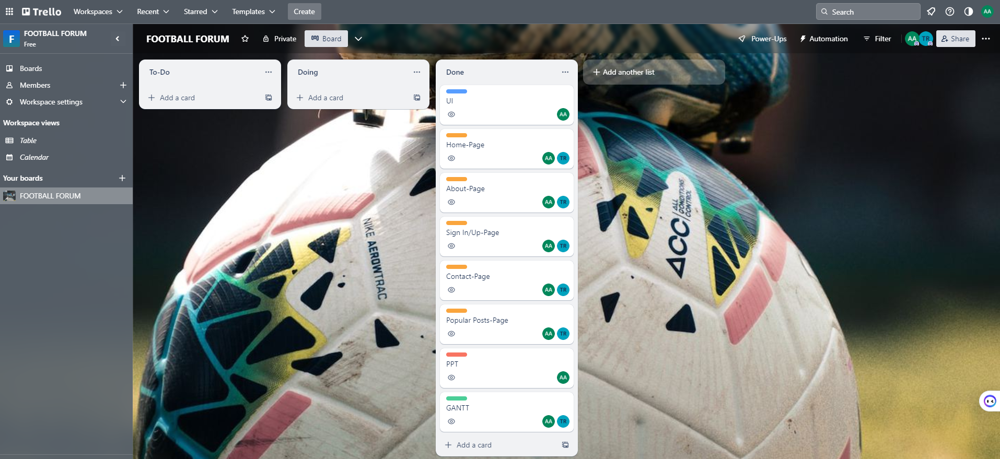 Trello Workspaces Recent Starred Templates Create Search AA
F FOOTBALL FORUM
Free
FOOTBALL FORUM Private Board Power-Ups Automation Filter AA TR Share
Boards
Members
Workspace settings
Workspace views
Table
Calendar
Your boards
FOOTBALL FORUM
To-Do
Add a card
Doing
Add a card
Done
UI
AA
Home-Page
AA TR
About-Page
AA TR
Sign In/Up-Page
AA TR
Contact-Page
AA TR
Popular Posts-Page
AA TR
PPT
AA
GANTT
AA TR
Add a card
Add another list
NIKE AEROWTRAC
ACC
ALL
CONDITIONS
CONTROL